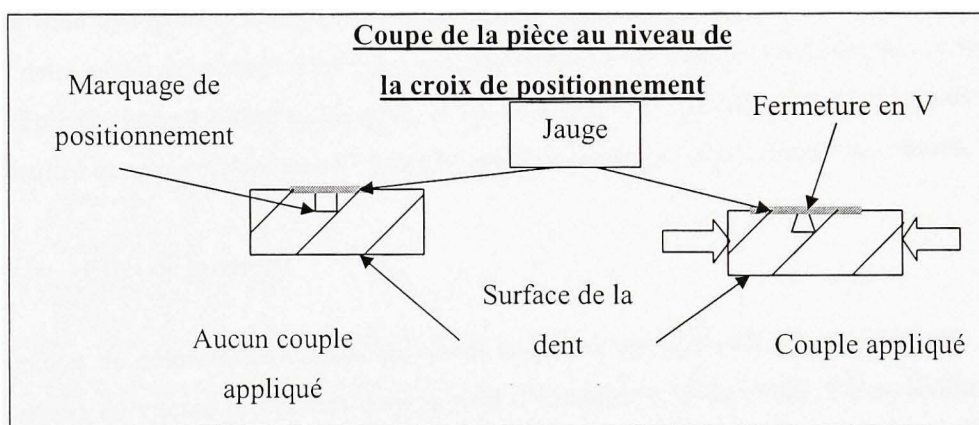 Coupe de la pièce au niveau de
la croix de positionnement
Marquage de
positionnement
Jauge
Fermeture en V
Surface de la
dent
Aucun couple
appliqué
Couple appliqué